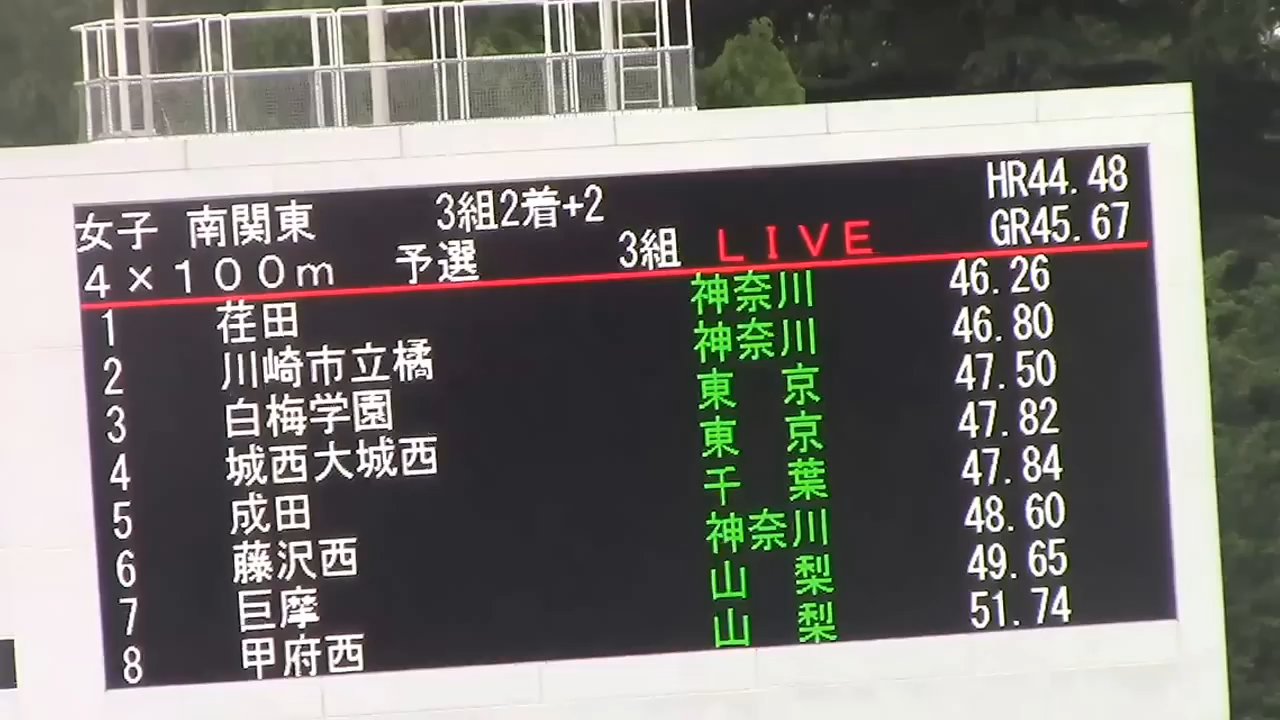 女子 南関東 3組2着+2 HR44.48
4×100m 予選 3組 LIVE GR45.67
1 荏田 神奈川 46.26
2 川崎市立橘 神奈川 46.80
3 白梅学園 東京 47.50
4 城西大城西 東京 47.82
5 成田 千葉 47.84
6 藤沢西 神奈川 48.60
7 巨摩 山梨 49.65
8 甲府西 山梨 51.74